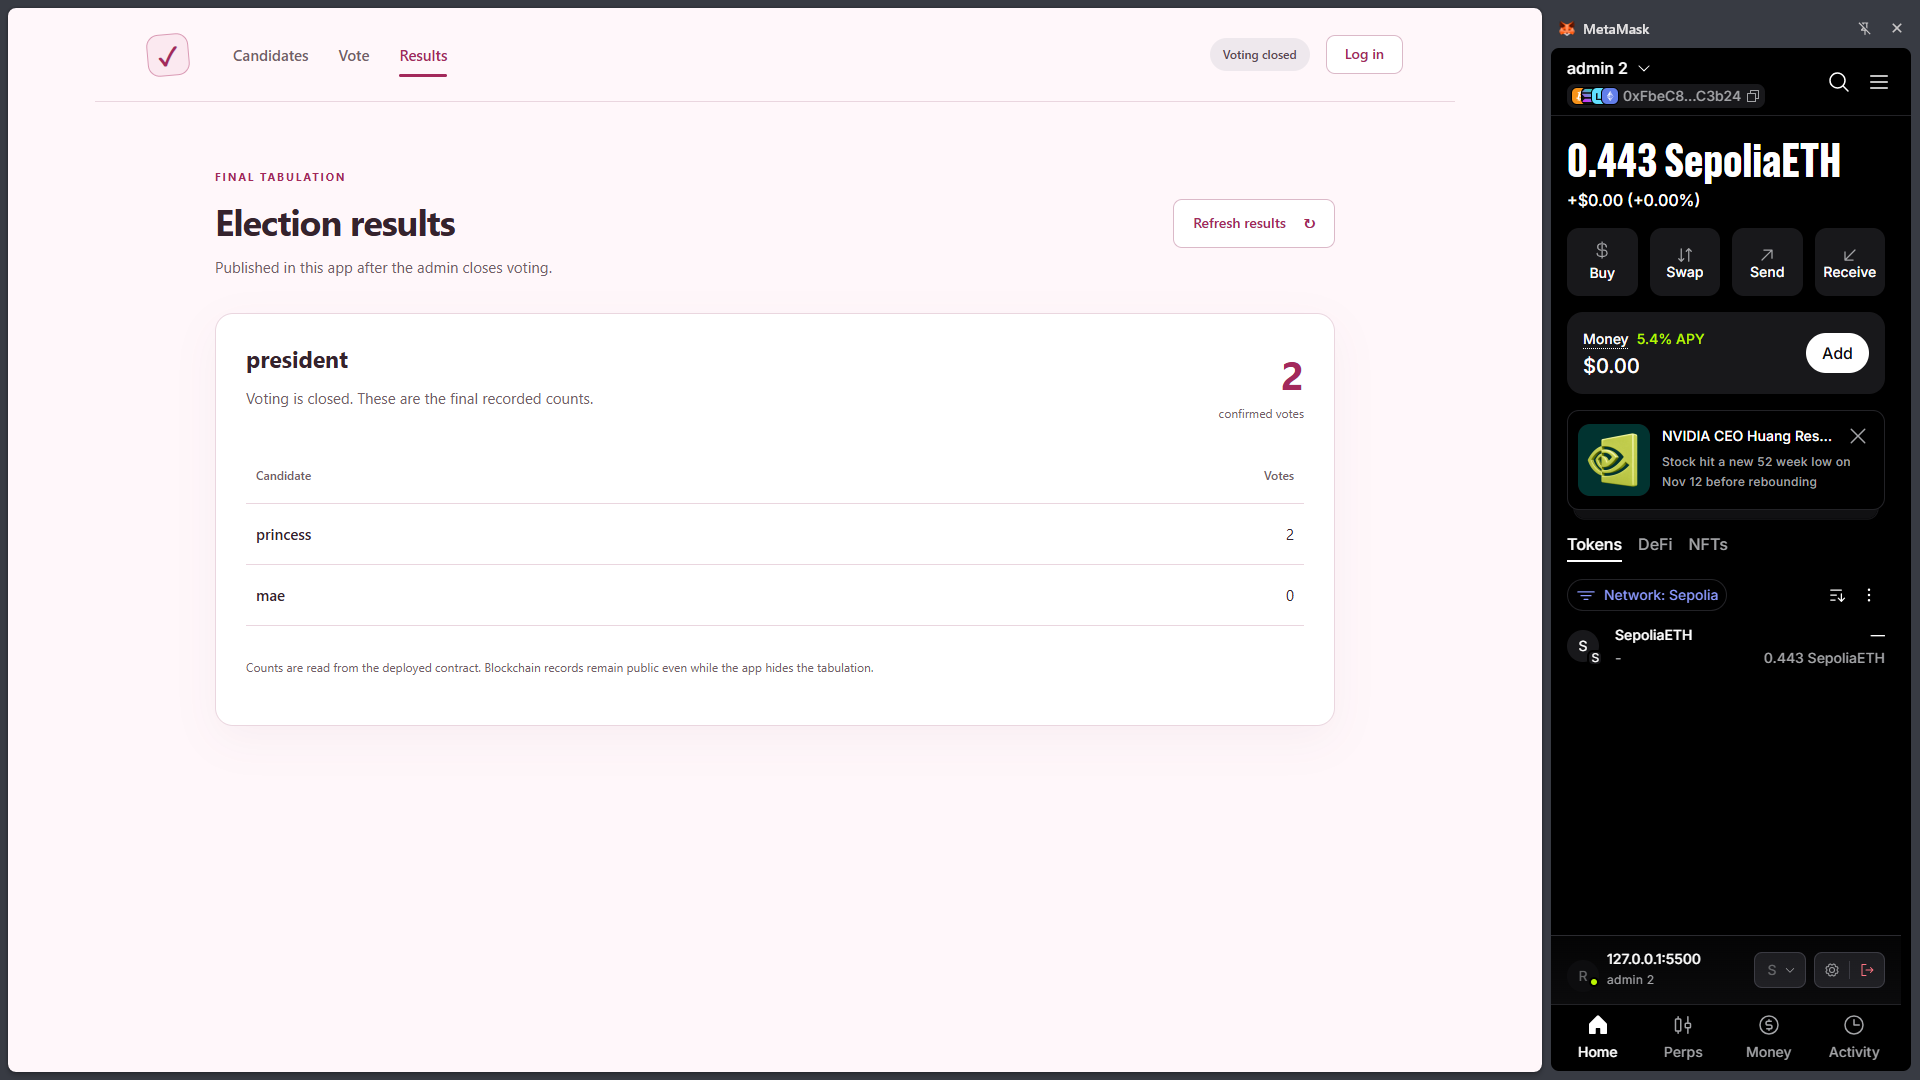 Candidates
Vote
Results
Voting closed
Log in
FINAL TABULATION
Election results
Published in this app after the admin closes voting.
Refresh results
president
Voting is closed. These are the final recorded counts.
2
confirmed votes
Candidate
Votes
princess
2
mae
0
Counts are read from the deployed contract. Blockchain records remain public even while the app hides the tabulation.
MetaMask
admin 2
0xFbeC8...C3b24
0.443 SepoliaETH
+$0.00 (+0.00%)
Buy
Swap
Send
Receive
Money 5.4% APY
$0.00
Add
NVIDIA CEO Huang Res...
Stock hit a new 52 week low on
Nov 12 before rebounding
Tokens
DeFi
NFTs
Network: Sepolia
S
S
SepoliaETH
—
-
0.443 SepoliaETH
R
127.0.0.1:5500
admin 2
S
Home
Perps
Money
Activity